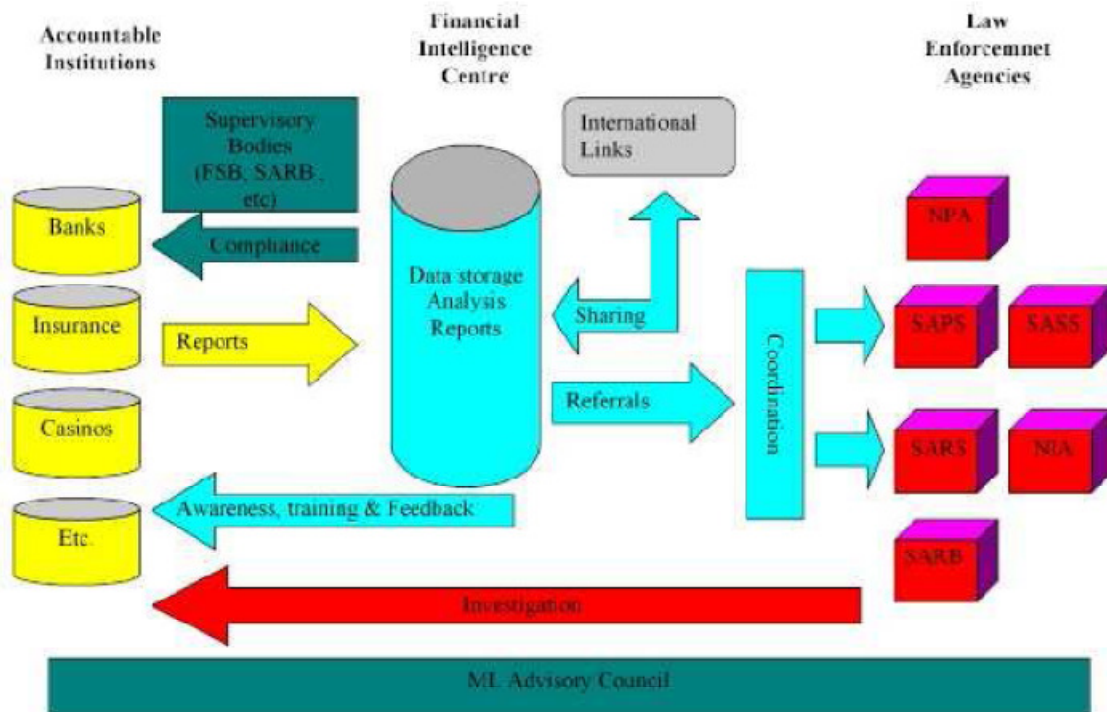 Accountable
Institutions
Financial
Intelligence
Centre
Law
Enforcemnet
Agencies
Supervisory
Bodies
(FSB, SARB ,
etc)
Compliance
International
Links
Banks
Insurance
Casinos
Etc.
Reports
Data storage
Analysis
Reports
Sharing
Referrals
Coordination
NPA
SAPS
SASS
SARS
NIA
SARB
Awareness, training & Feedback
Investigation
ML Advisory Council